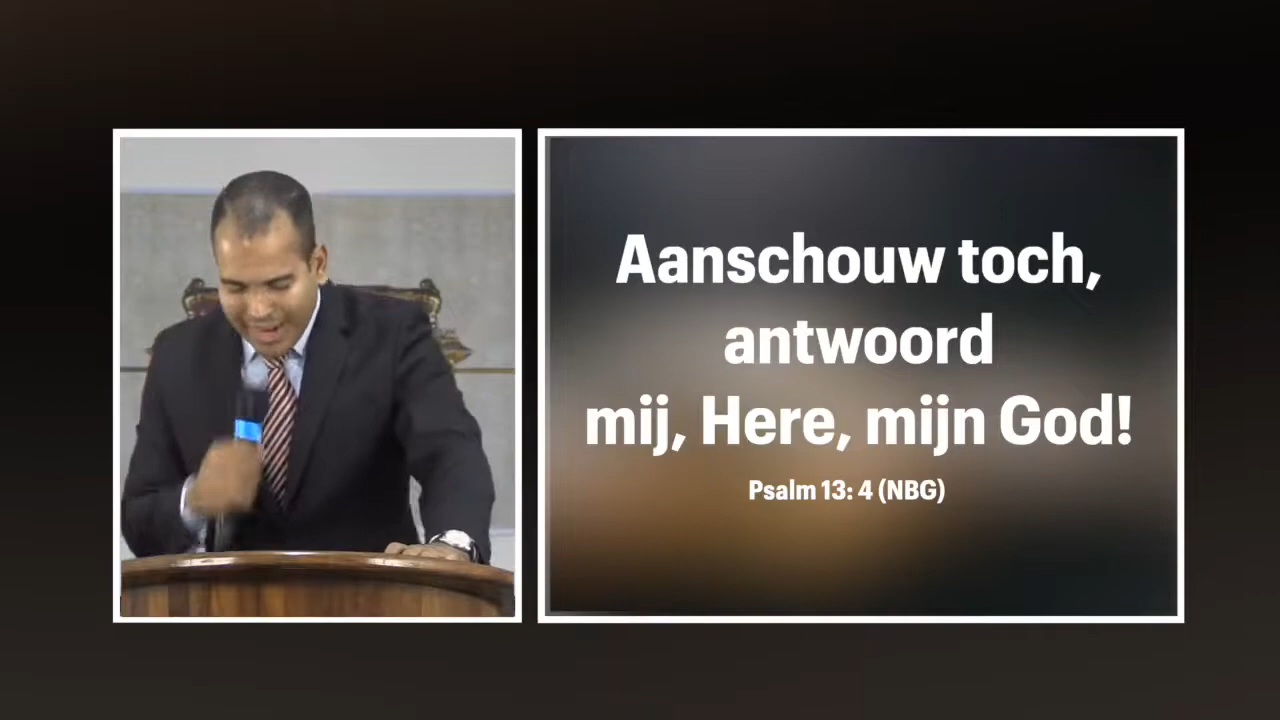 Aanschouw toch,
antwoord
mij, Here, mijn God!
Psalm 13: 4 (NBG)